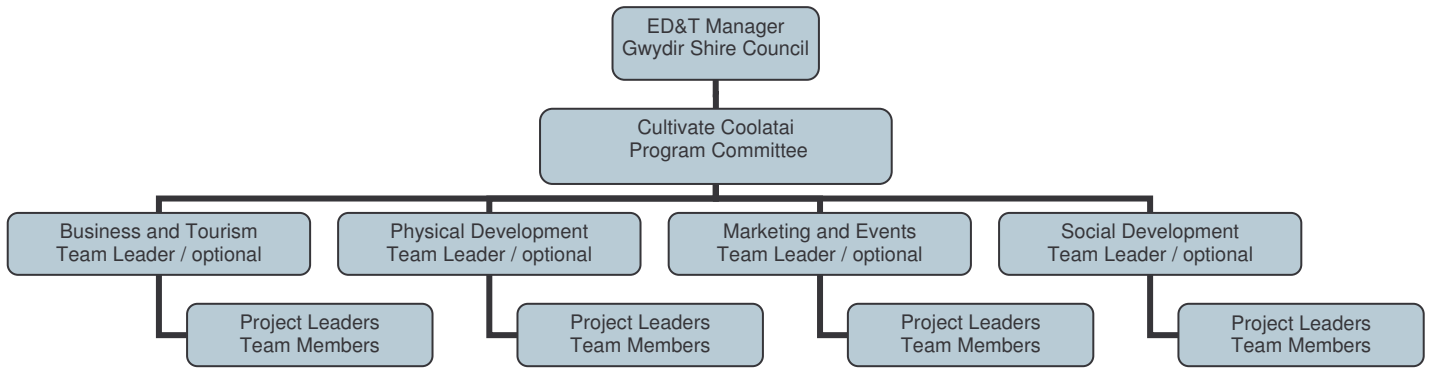 ED&T Manager
Gwydir Shire Council
Cultivate Coolatai
Program Committee
Business and Tourism
Team Leader / optional
Physical Development
Team Leader / optional
Marketing and Events
Team Leader / optional
Social Development
Team Leader / optional
Project Leaders
Team Members
Project Leaders
Team Members
Project Leaders
Team Members
Project Leaders
Team Members